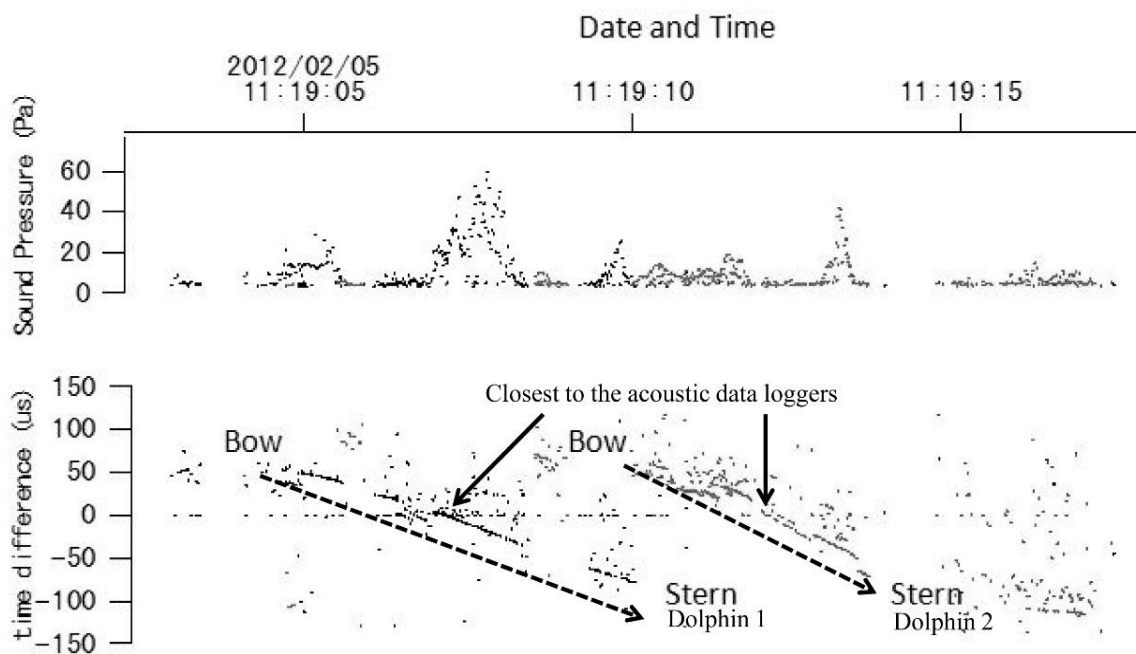 Date and Time
2012/02/05
11:19:05 11:19:10 11:19:15
Sound Pressure (Pa)
60
40
20
0
time difference (us)
150
100
50
0
-50
-100
-150
Closest to the acoustic data loggers
Bow Bow
Stern Stern
Dolphin 1 Dolphin 2